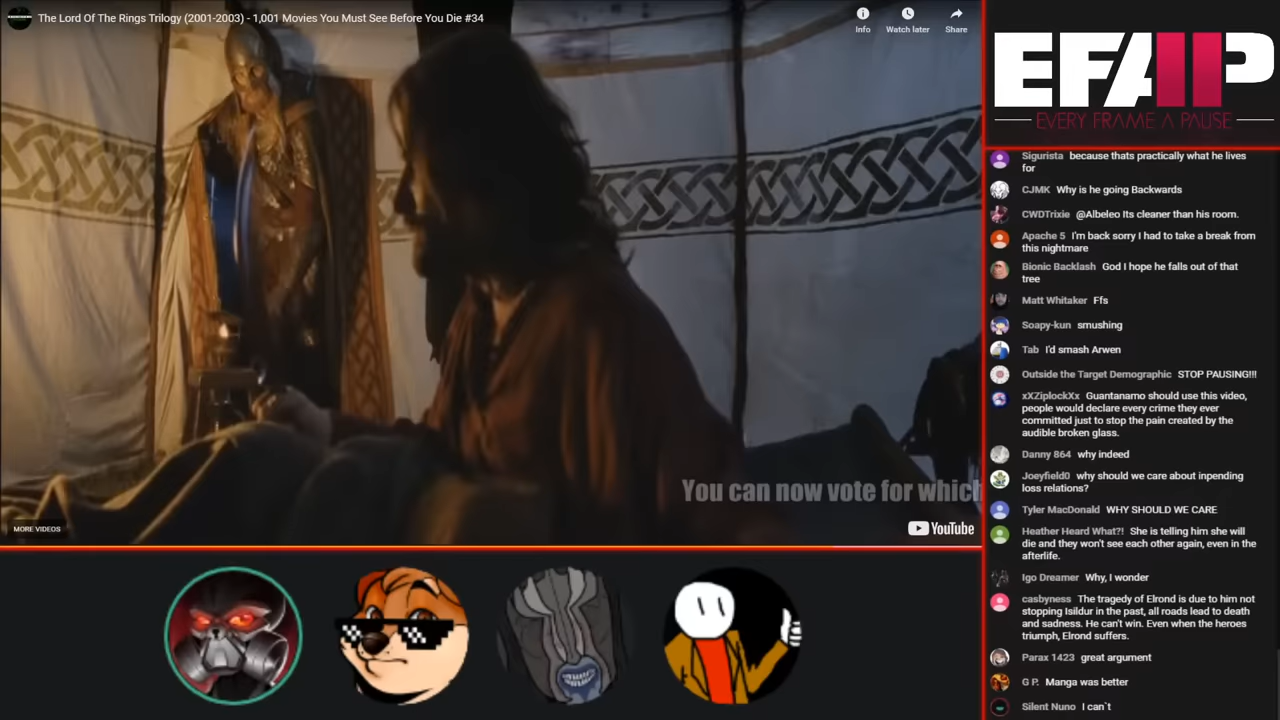 The Lord Of The Rings Trilogy (2001-2003) - 1,001 Movies You Must See Before You Die #34
Info
Watch later
Share
You can now vote for which
MORE VIDEOS
YouTube
EFAP
EVERY FRAME A PAUSE
Sigurista because thats practically what he lives
for
CJMK Why is he going Backwards
CWDTrixie @Albeleo Its cleaner than his room.
Apache 5 I'm back sorry I had to take a break from
this nightmare
Bionic Backlash God I hope he falls out of that
tree
Matt Whitaker Ffs
Soapy-kun smushing
Tab I'd smash Arwen
Outside the Target Demographic STOP PAUSING!!!
xXZiplockXx Guantanamo should use this video,
people would declare every crime they ever
committed just to stop the pain created by the
audible broken glass.
Danny 864 why indeed
Joeyfield0 why should we care about inpending
loss relations?
Tyler MacDonald WHY SHOULD WE CARE
Heather Heard What?! She is telling him she will
die and they won't see each other again, even in the
afterlife.
Igo Dreamer Why, I wonder
casbyness The tragedy of Elrond is due to him not
stopping Isildur in the past, all roads lead to death
and sadness. He can't win. Even when the heroes
triumph, Elrond suffers.
Parax 1423 great argument
G P. Manga was better
Silent Nuno I can`t